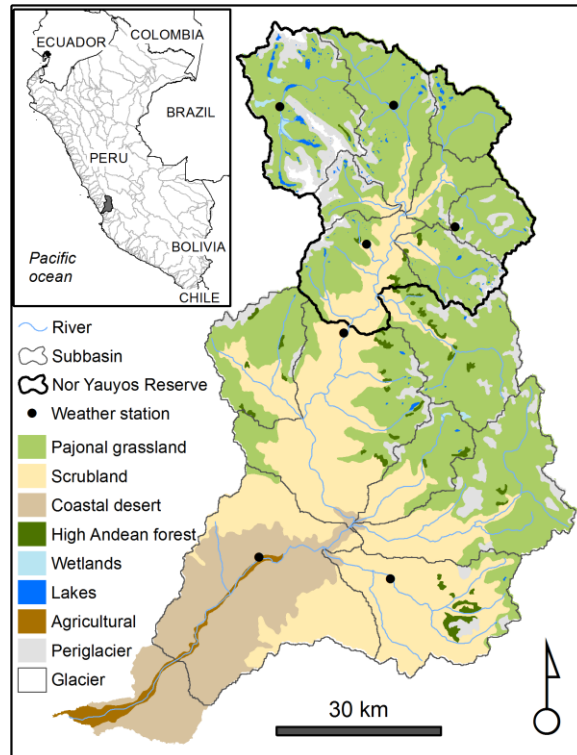 ECUADOR
COLOMBIA
BRAZIL
PERU
BOLIVIA
Pacific
ocean
CHILE
River
Subbasin
Nor Yauyos Reserve
Weather station
Pajonal grassland
Scrubland
Coastal desert
High Andean forest
Wetlands
Lakes
Agricultural
Periglacier
Glacier
30 km